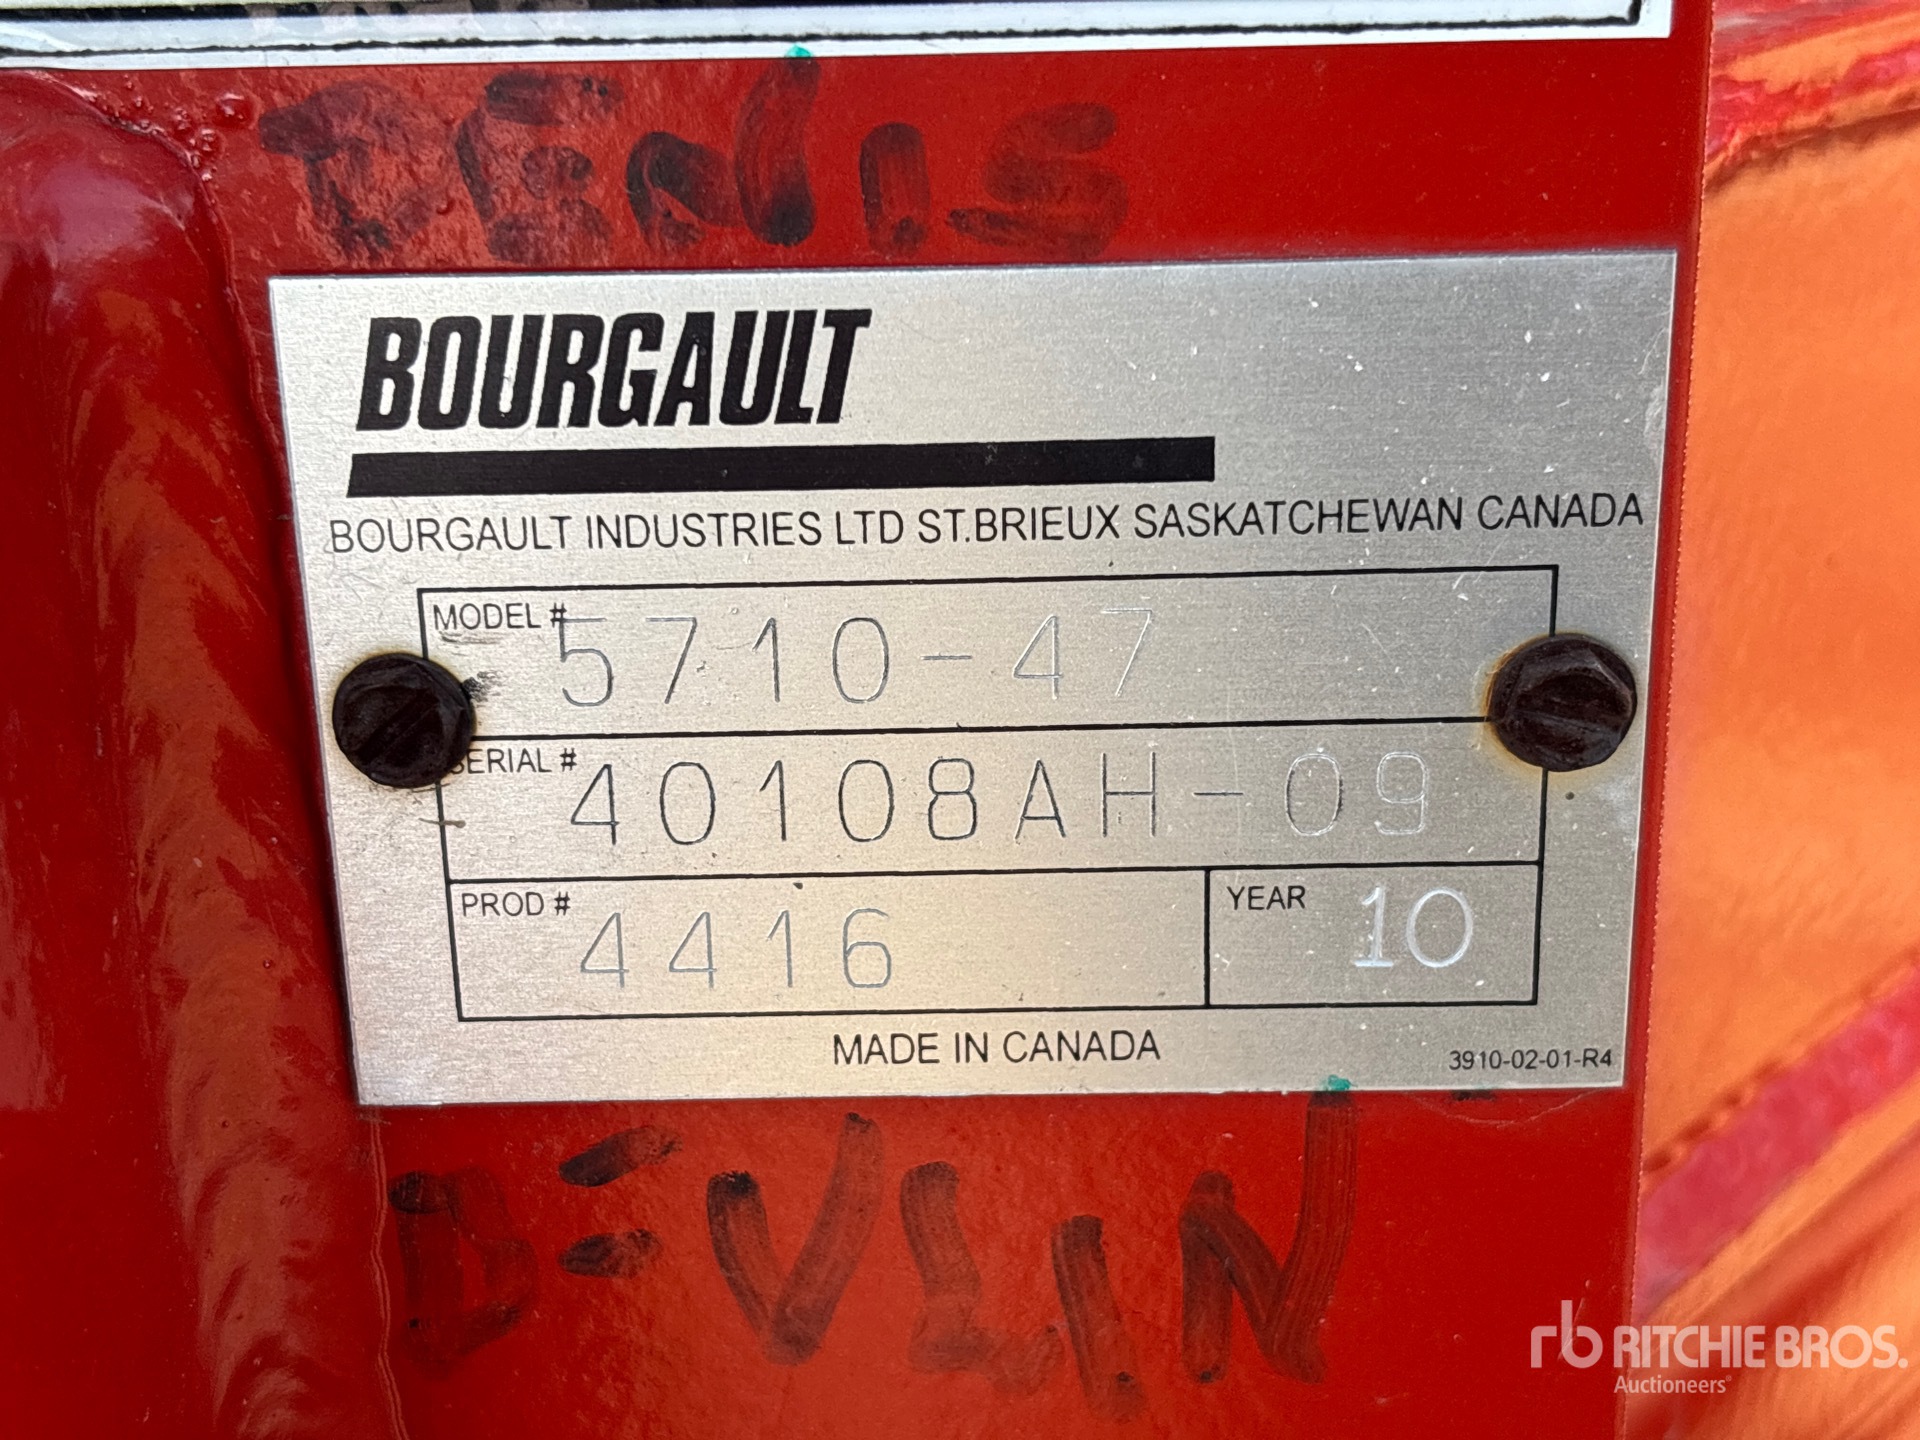 DENIS
BOURGAULT
BOURGAULT INDUSTRIES LTD ST.BRIEUX SASKATCHEWAN CANADA
MODEL # 5710-47
SERIAL # 40108AH-09
PROD # 4416 YEAR 10
MADE IN CANADA
3910-02-01-R4
DEVLIN
rb RITCHIE BROS.
Auctioneers